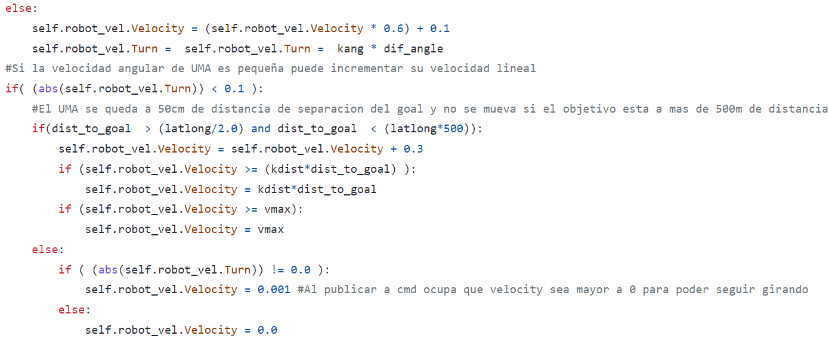 else:
    self.robot_vel.Velocity = (self.robot_vel.Velocity * 0.6) + 0.1
    self.robot_vel.Turn =  self.robot_vel.Turn =  kang * dif_angle
#Si la velocidad angular de UMA es pequeña puede incrementar su velocidad lineal
if( (abs(self.robot_vel.Turn)) < 0.1 ):
    #El UMA se queda a 50cm de distancia de separacion del goal y no se mueva si el objetivo esta a mas de 500m de distancia
    if(dist_to_goal  > (latlong/2.0) and dist_to_goal  < (latlong*500)):
        self.robot_vel.Velocity = self.robot_vel.Velocity + 0.3
        if (self.robot_vel.Velocity >= (kdist*dist_to_goal) ):
            self.robot_vel.Velocity = kdist*dist_to_goal
        if (self.robot_vel.Velocity >= vmax):
            self.robot_vel.Velocity = vmax
    else:
        if ( (abs(self.robot_vel.Turn)) != 0.0 ):
            self.robot_vel.Velocity = 0.001 #Al publicar a cmd ocupa que velocity sea mayor a 0 para poder seguir girando
        else:
            self.robot_vel.Velocity = 0.0